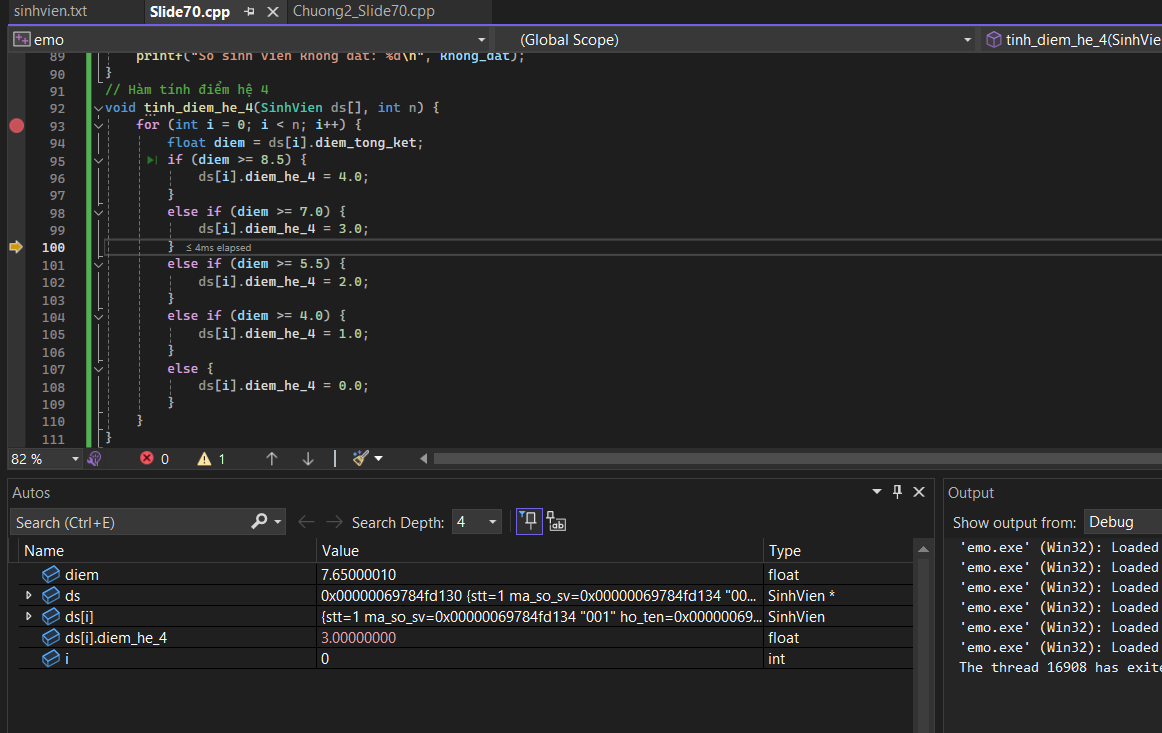 sinhvien.txt Slide70.cpp Chuong2_Slide70.cpp
emo (Global Scope) tinh_diem_he_4(SinhVie
89 printf("So sinh vien khong dat: %d\n", khong_dat);
90 }
91 // Hàm tính điểm hệ 4
92 void tinh_diem_he_4(SinhVien ds[], int n) {
93 for (int i = 0; i < n; i++) {
94 float diem = ds[i].diem_tong_ket;
95 if (diem >= 8.5) {
96 ds[i].diem_he_4 = 4.0;
97 }
98 else if (diem >= 7.0) {
99 ds[i].diem_he_4 = 3.0;
100 } ≤ 4ms elapsed
101 else if (diem >= 5.5) {
102 ds[i].diem_he_4 = 2.0;
103 }
104 else if (diem >= 4.0) {
105 ds[i].diem_he_4 = 1.0;
106 }
107 else {
108 ds[i].diem_he_4 = 0.0;
109 }
110 }
111 }
82 % 0 1
Autos
Search (Ctrl+E) Search Depth: 4
Name Value Type
diem 7.65000010 float
ds 0x00000069784fd130 {stt=1 ma_so_sv=0x00000069784fd134 "00... SinhVien *
ds[i] {stt=1 ma_so_sv=0x00000069784fd134 "001" ho_ten=0x00000069... SinhVien
ds[i].diem_he_4 3.00000000 float
i 0 int
Output
Show output from: Debug
'emo.exe' (Win32): Loaded
'emo.exe' (Win32): Loaded
'emo.exe' (Win32): Loaded
'emo.exe' (Win32): Loaded
'emo.exe' (Win32): Loaded
'emo.exe' (Win32): Loaded
The thread 16908 has exite